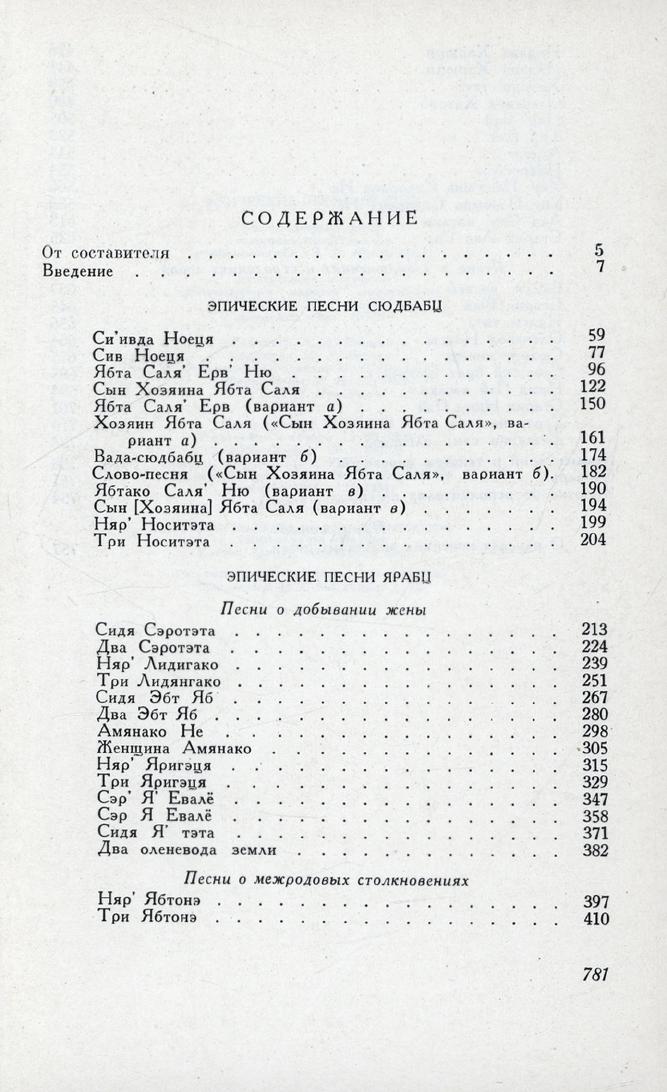 СОДЕРЖАНИЕ
От составителя . . . . . . . . . . . . . . . . . . 5
Введение . . . . . . . . . . . . . . . . . . . . 7
ЭПИЧЕСКИЕ ПЕСНИ СЮДБАБЦ
Си’ивда Ноеця . . . . . . . . . . . . . 59
Сив Ноеця . . . . . . . . . . . . . . 77
Ябта Саля’ Ерв’ Ню . . . . . . . . . . . 96
Сын Хозяина Ябта Саля . . . . . . . . . . 122
Ябта Саля’ Ерв (вариант а) . . . . . . . . 150
Хозяин Ябта Саля («Сын Хозяина Ябта Саля», ва-
риант а) . . . . . . . . . . . . . . 161
Вада-сюдбабц (вариант б) . . . . . . . . . 174
Слово-песня («Сын Хозяина Ябта Саля», вариант б). 182
Ябтако Саля’ Ню (вариант в) . . . . . . . 190
Сын [Хозяина] Ябта Саля (вариант в) . . . . . . 194
Няр’ Носитэта . . . . . . . . . . . . . 199
Три Носитэта . . . . . . . . . . . . . 204
ЭПИЧЕСКИЕ ПЕСНИ ЯРАБЦ
Песни о добывании жены
Сидя Сэротэта . . . . . . . . . . . . . 213
Два Сэротэта . . . . . . . . . . . . . 224
Няр’ Лидигако . . . . . . . . . . . . . 239
Три Лидянгако . . . . . . . . . . . . . 251
Сидя Эбт Яб . . . . . . . . . . . . . 267
Два Эбт Яб . . . . . . . . . . . . . . 280
Амянако Не . . . . . . . . . . . . . . 298
Женщина Амянако . . . . . . . . . . . . 305
Няр’ Яригэця . . . . . . . . . . . . . 315
Три Яригэця . . . . . . . . . . . . . 329
Сэр’ Я’ Евалё . . . . . . . . . . . . . 347
Сэр Я Евалё . . . . . . . . . . . . . 358
Сидя Я’ тэта . . . . . . . . . . . . . 371
Два оленевода земли . . . . . . . . . . . 382
Песни о межродовых столкновениях
Няр’ Ябтонэ . . . . . . . . . . . . . . 397
Три Ябтонэ . . . . . . . . . . . . . . 410
781